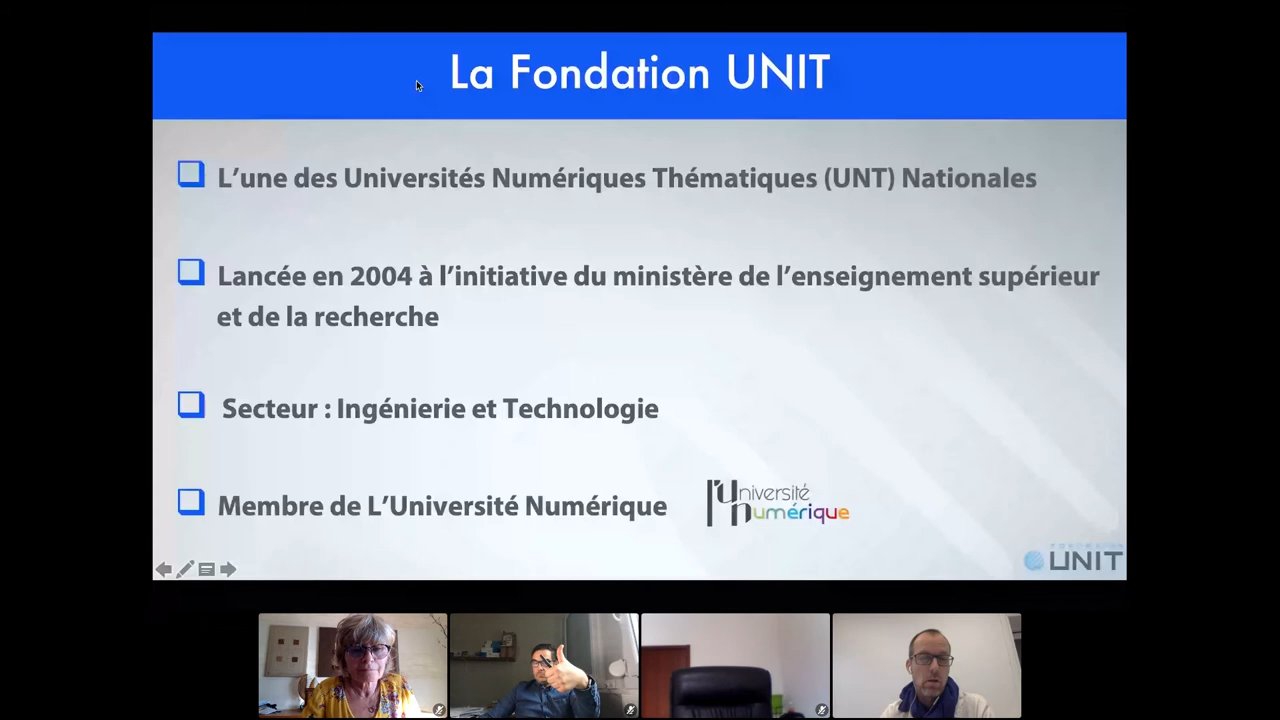 La Fondation UNIT
L’une des Universités Numériques Thématiques (UNT) Nationales
Lancée en 2004 à l’initiative du ministère de l’enseignement supérieur
et de la recherche
Secteur : Ingénierie et Technologie
Membre de L’Université Numérique
l'Université
numérique
UNIT